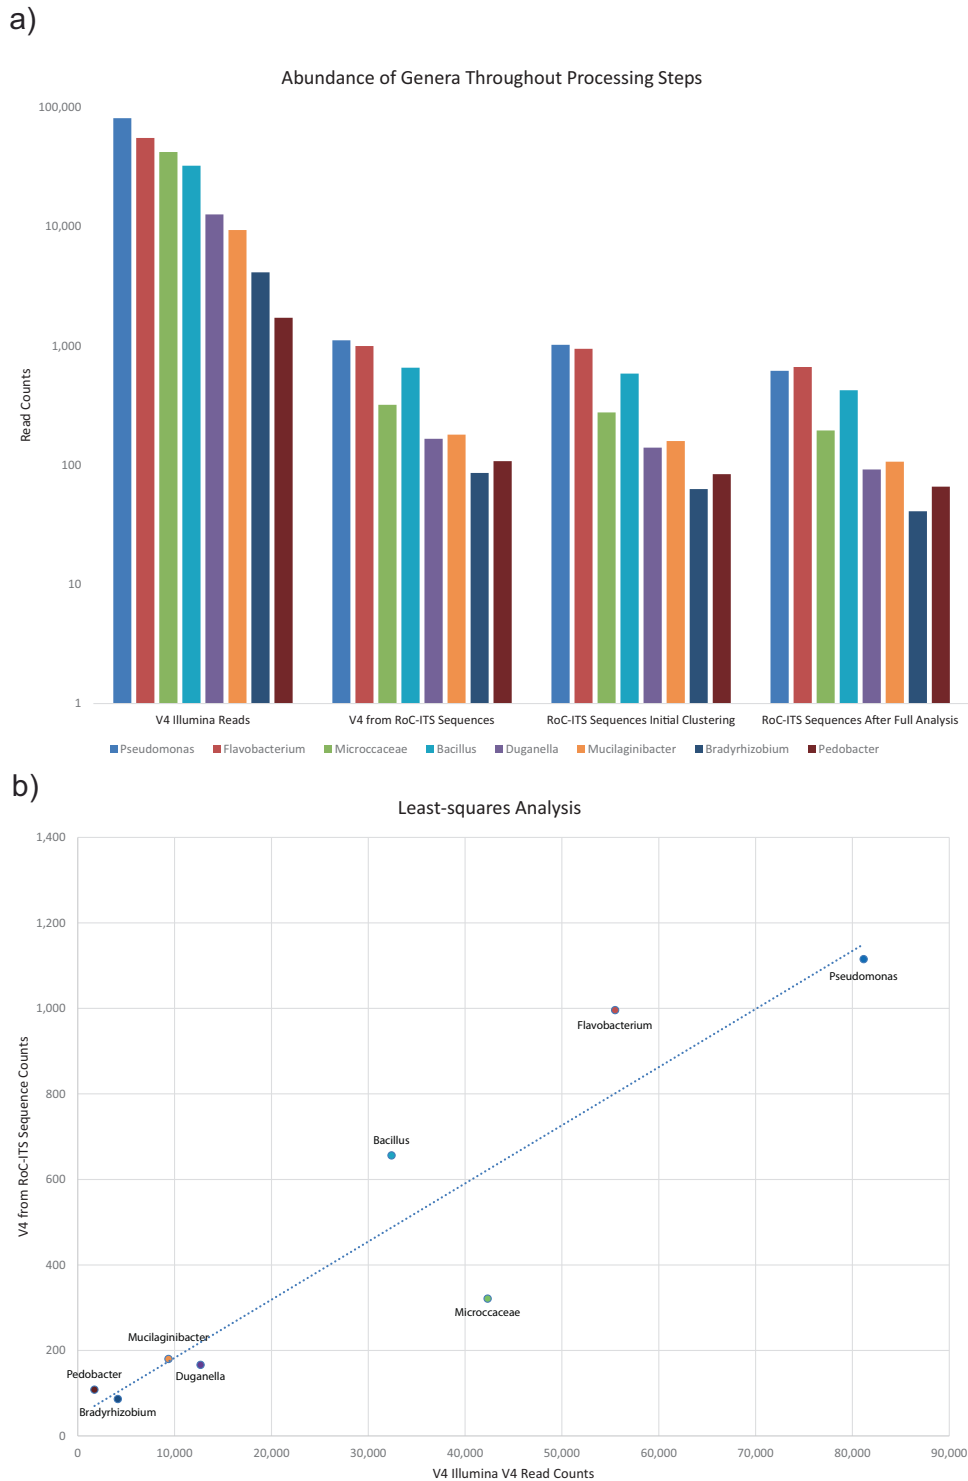 a)
Abundance of Genera Throughout Processing Steps
100,000
10,000
1,000
100
10
1
Read Counts
V4 Illumina Reads
V4 from RoC-ITS Sequences
RoC-ITS Sequences Initial Clustering
RoC-ITS Sequences After Full Analysis
Pseudomonas
Flavobacterium
Microccaceae
Bacillus
Duganella
Mucilaginibacter
Bradyrhizobium
Pedobacter
b)
Least-squares Analysis
1,400
1,200
1,000
800
600
400
200
0
V4 from RoC-ITS Sequence Counts
Pseudomonas
Flavobacterium
Bacillus
Microccaceae
Mucilaginibacter
Duganella
Pedobacter
Bradyrhizobium
0
10,000
20,000
30,000
40,000
50,000
60,000
70,000
80,000
90,000
V4 Illumina V4 Read Counts